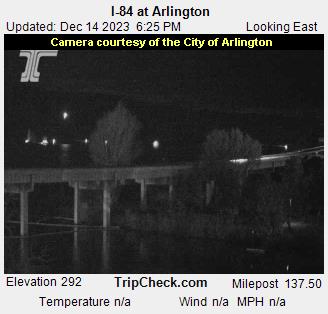 I-84 at Arlington
Updated: Dec 14 2023 6:25 PM Looking East
Camera courtesy of the City of Arlington
Elevation 292 TripCheck.com Milepost 137.50
Temperature n/a Wind n/a MPH n/a